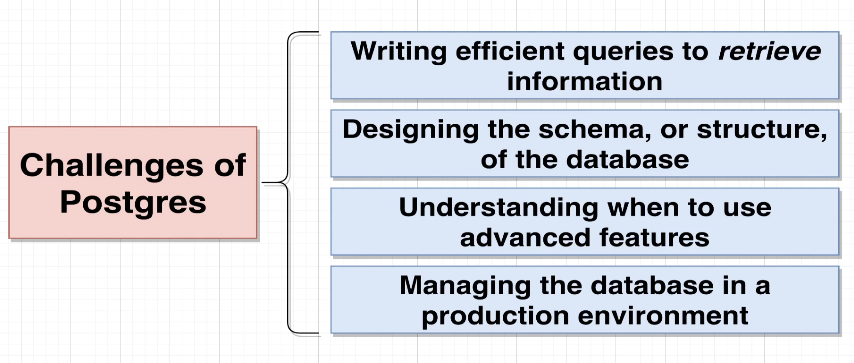 Challenges of
Postgres
Writing efficient queries to retrieve
information
Designing the schema, or structure,
of the database
Understanding when to use
advanced features
Managing the database in a
production environment